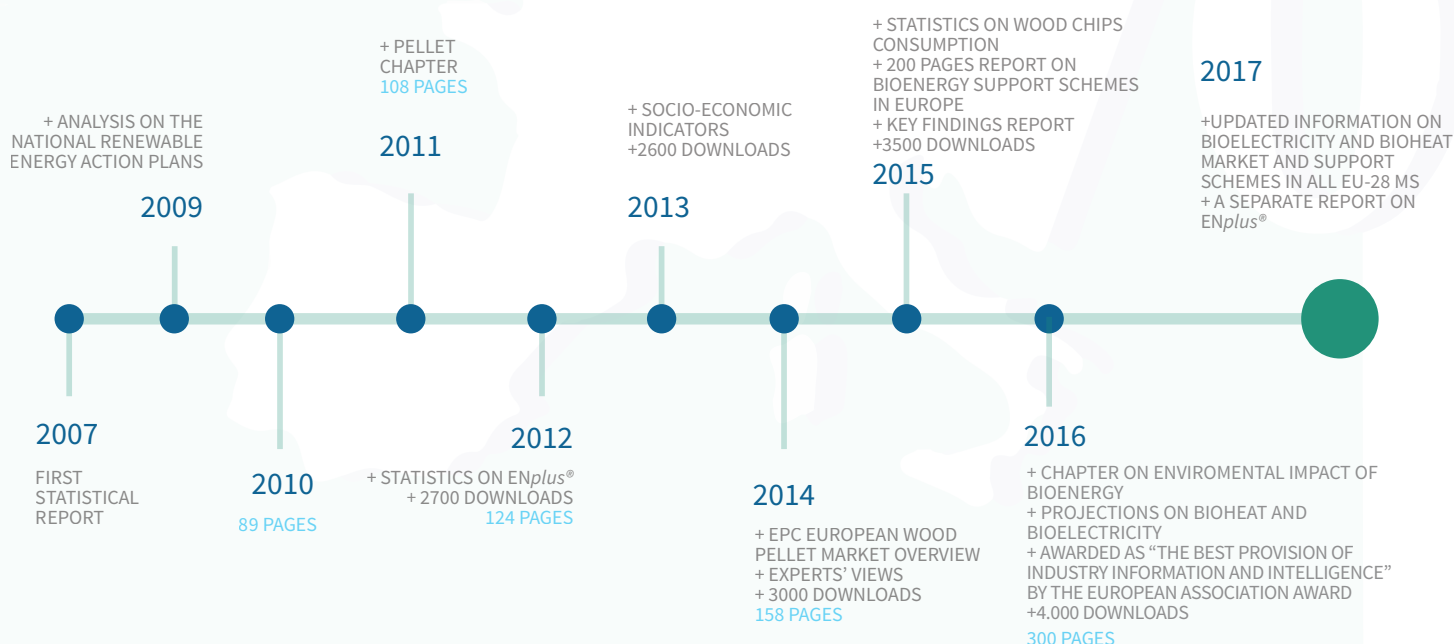 2007
FIRST
STATISTICAL
REPORT
+ ANALYSIS ON THE
NATIONAL RENEWABLE
ENERGY ACTION PLANS
2009
2010
89 PAGES
+ PELLET
CHAPTER
108 PAGES
2011
2012
+ STATISTICS ON ENplus®
+ 2700 DOWNLOADS
124 PAGES
+ SOCIO-ECONOMIC
INDICATORS
+2600 DOWNLOADS
2013
2014
+ EPC EUROPEAN WOOD
PELLET MARKET OVERVIEW
+ EXPERTS’ VIEWS
+ 3000 DOWNLOADS
158 PAGES
+ STATISTICS ON WOOD CHIPS
CONSUMPTION
+ 200 PAGES REPORT ON
BIOENERGY SUPPORT SCHEMES
IN EUROPE
+ KEY FINDINGS REPORT
+3500 DOWNLOADS
2015
2016
+ CHAPTER ON ENVIROMENTAL IMPACT OF
BIOENERGY
+ PROJECTIONS ON BIOHEAT AND
BIOELECTRICITY
+ AWARDED AS “THE BEST PROVISION OF
INDUSTRY INFORMATION AND INTELLIGENCE”
BY THE EUROPEAN ASSOCIATION AWARD
+4.000 DOWNLOADS
300 PAGES
2017
+UPDATED INFORMATION ON
BIOELECTRICITY AND BIOHEAT
MARKET AND SUPPORT
SCHEMES IN ALL EU-28 MS
+ A SEPARATE REPORT ON
ENplus®